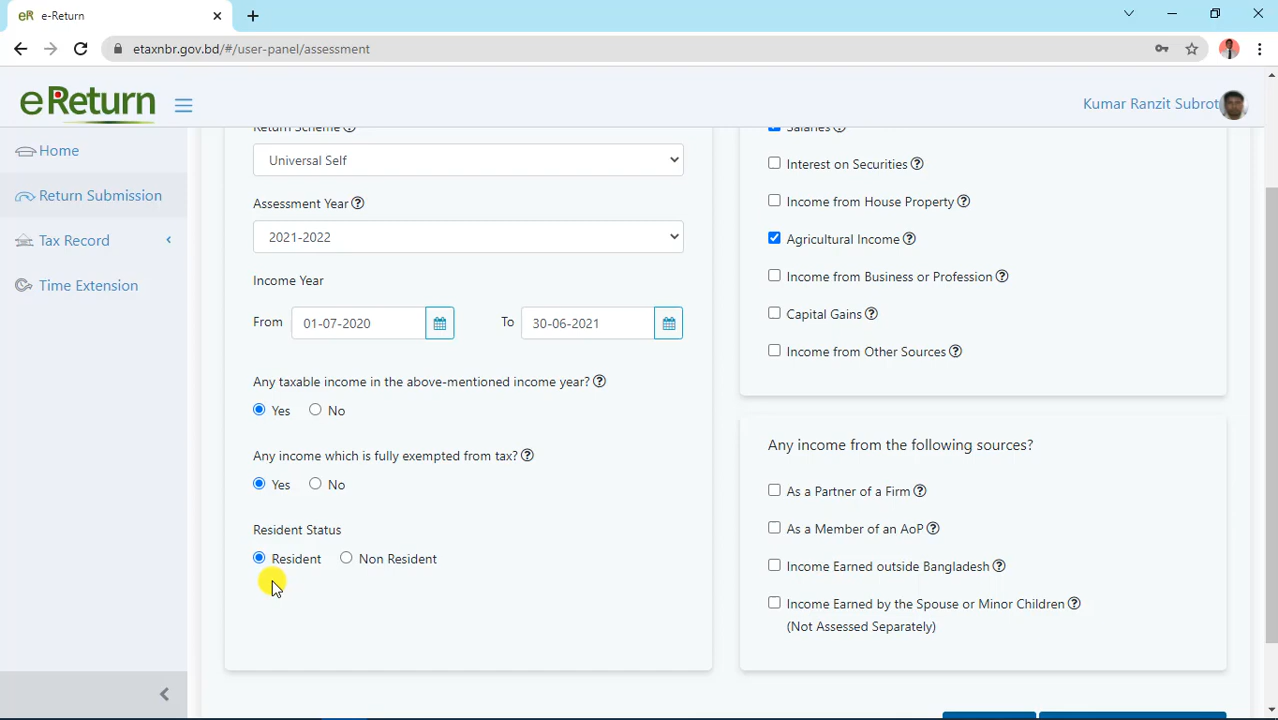 eR e-Return
etaxnbr.gov.bd/#/user-panel/assessment
eReturn
Kumar Ranzit Subrot
Home
Return Submission
Tax Record
Time Extension
Return Scheme
Universal Self
Assessment Year
2021-2022
Income Year
From 01-07-2020 To 30-06-2021
Any taxable income in the above-mentioned income year?
Yes No
Any income which is fully exempted from tax?
Yes No
Resident Status
Resident Non Resident
Salaries
Interest on Securities
Income from House Property
Agricultural Income
Income from Business or Profession
Capital Gains
Income from Other Sources
Any income from the following sources?
As a Partner of a Firm
As a Member of an AoP
Income Earned outside Bangladesh
Income Earned by the Spouse or Minor Children
(Not Assessed Separately)